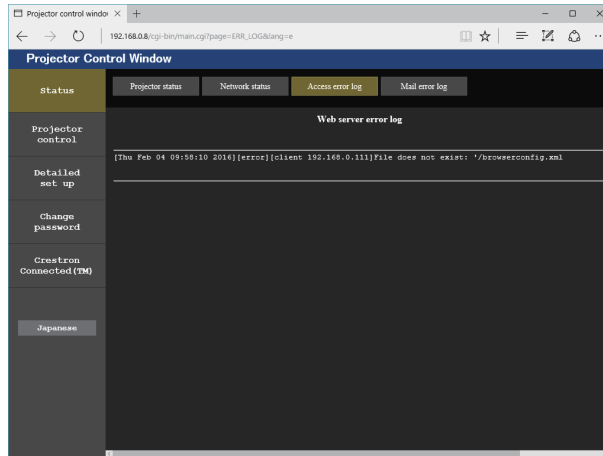 Projector control windov
192.168.0.8/cgi-bin/main.cgi?page=ERR_LOG&lang=e
Projector Control Window
Status
Projector status
Network status
Access error log
Mail error log
Web server error log
[Thu Feb 04 09:58:10 2016][error][client 192.168.0.111]File does not exist: '/browserconfig.xml
Projector
control
Detailed
set up
Change
password
Crestron
Connected(TM)
Japanese